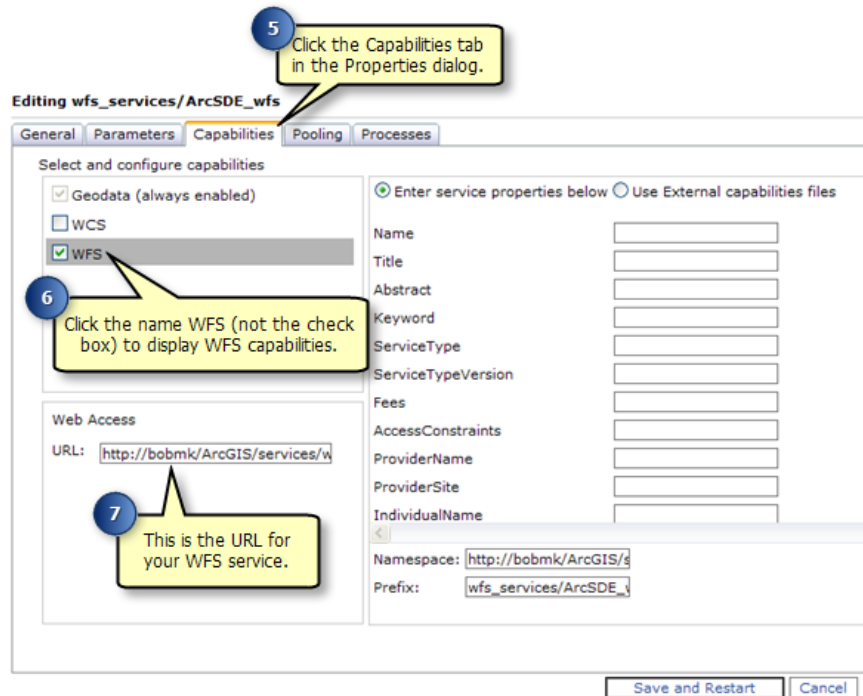 5
Click the Capabilities tab
in the Properties dialog.
Editing wfs_services/ArcSDE_wfs
General Parameters Capabilities Pooling Processes
Select and configure capabilities
Geodata (always enabled)
WCS
WFS
6
Click the name WFS (not the check
box) to display WFS capabilities.
Web Access
URL: http://bobmk/ArcGIS/services/w
7
This is the URL for
your WFS service.
Enter service properties below Use External capabilities files
Name
Title
Abstract
Keyword
ServiceType
ServiceTypeVersion
Fees
AccessConstraints
ProviderName
ProviderSite
IndividualName
Namespace: http://bobmk/ArcGIS/s
Prefix: wfs_services/ArcSDE_
Save and Restart Cancel